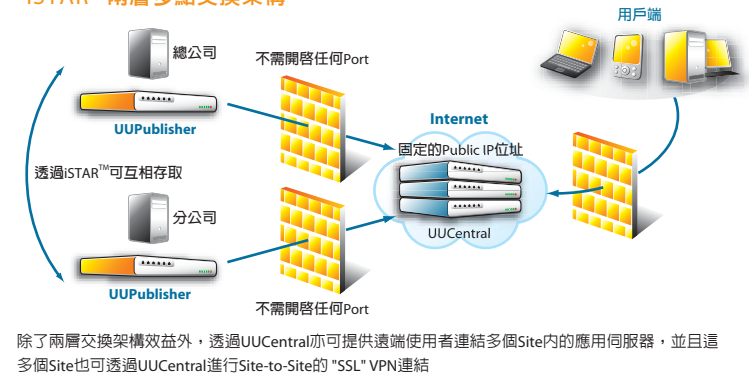 iSTAR™兩層多點交換架構
用戶端
總公司
不需開啓任何Port
UUPublisher
Internet
固定的Public IP位址
透過iSTAR™可互相存取
分公司
UUCentral
UUPublisher
不需開啓任何Port
除了兩層交換架構效益外，透過UUCentral亦可提供遠端使用者連結多個Site內的應用伺服器，並且這
多個Site也可透過UUCentral進行Site-to-Site的 "SSL" VPN連結